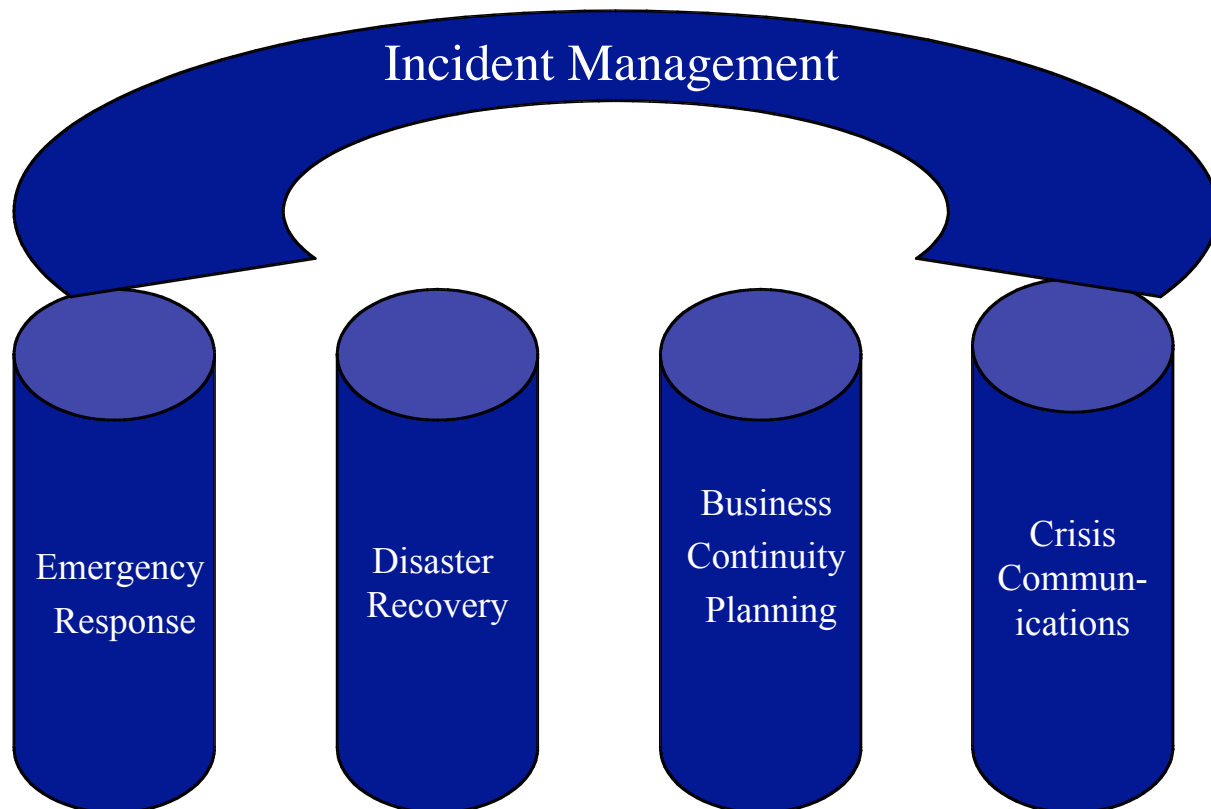 Incident Management
Emergency
Response
Disaster
Recovery
Business
Continuity
Planning
Crisis
Commun-
ications